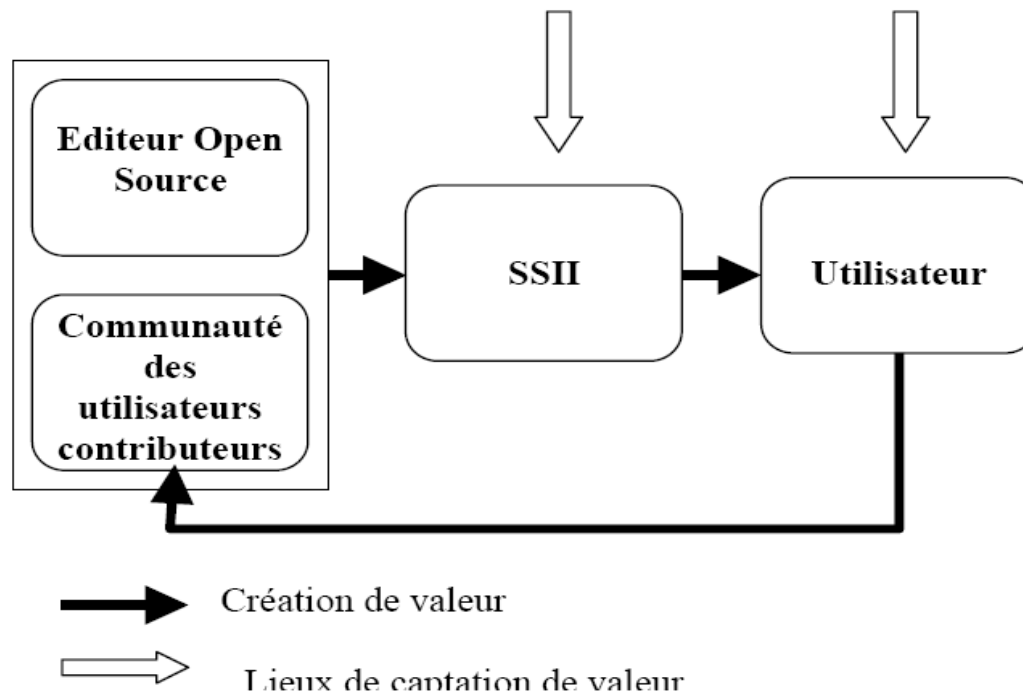 Editeur Open
Source
Communauté
des
utilisateurs
contributeurs
SSII
Utilisateur
Création de valeur
Lieux de captation de valeur